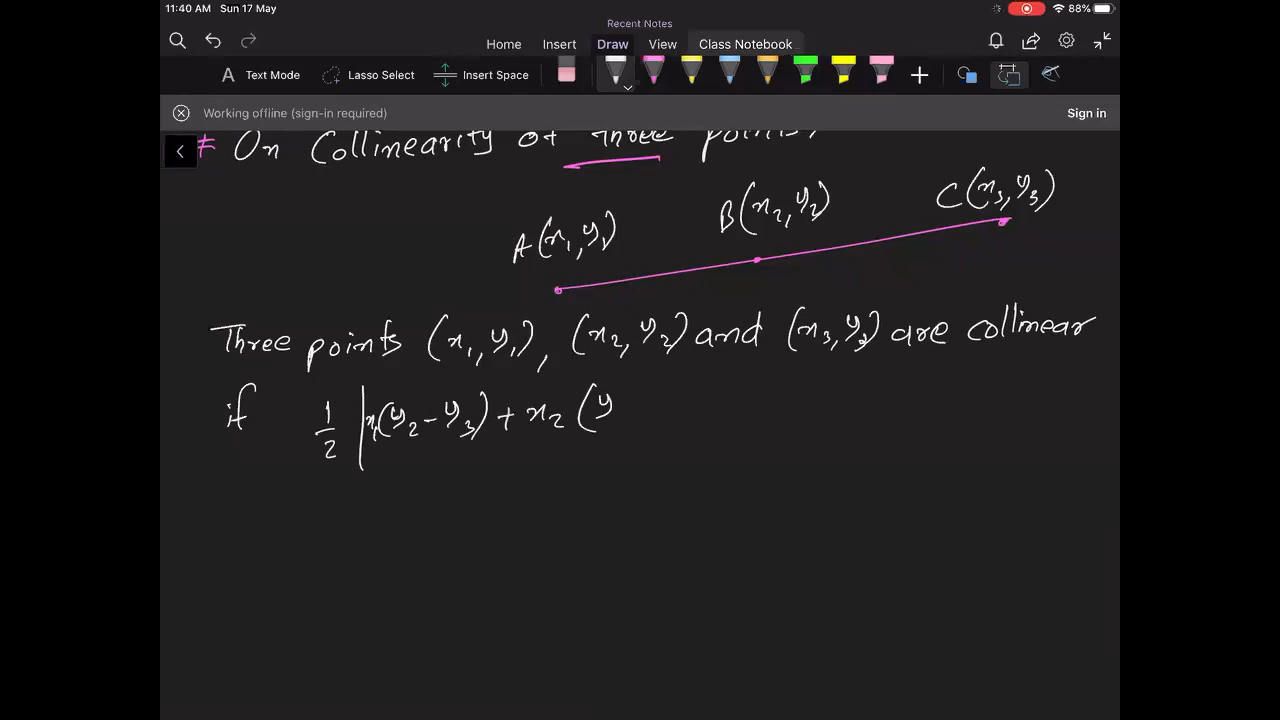 11:40 AM Sun 17 May
88%
Recent Notes
Home Insert Draw View Class Notebook
A Text Mode Lasso Select Insert Space
Working offline (sign-in required) Sign in
# On Collinearity of three points.
A(x₁, y₁) B(x₂, y₂) C(x₃, y₃)
Three points (x₁, y₁), (x₂, y₂) and (x₃, y₃) are collinear
if 1/2 |x₁(y₂ - y₃) + x₂ (y